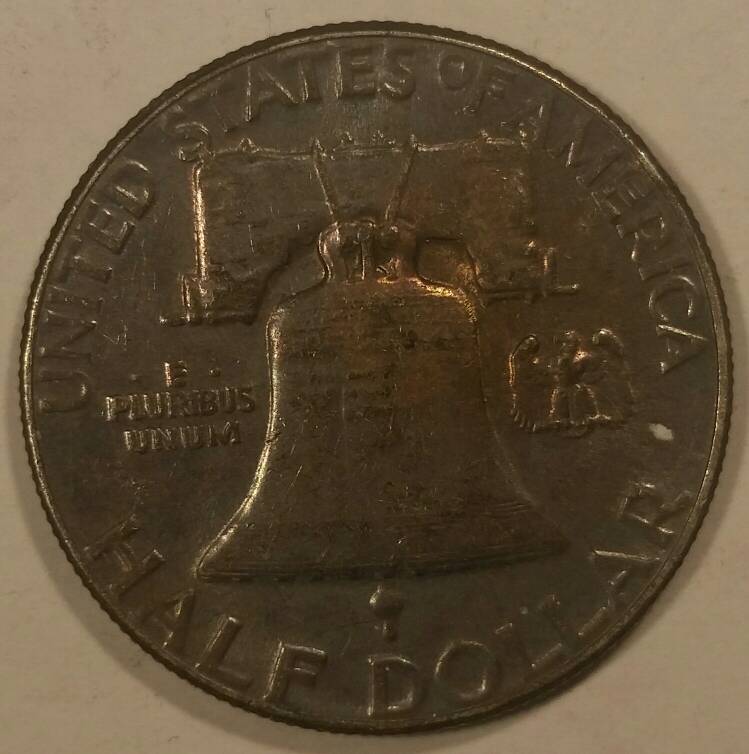 UNITED STATES OF AMERICA
· E ·
PLURIBUS
UNUM
HALF DOLLAR